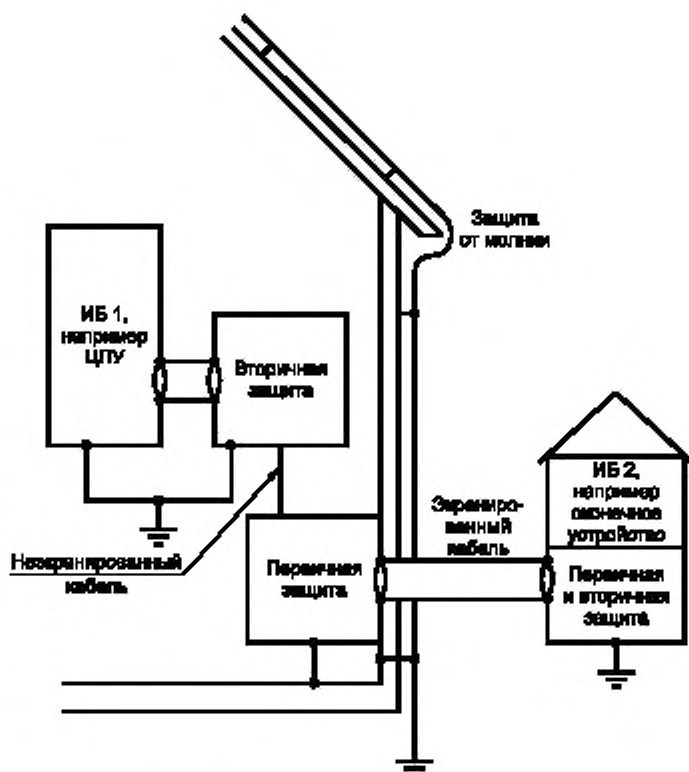 Защита
от молнии
ИБ 1,
например
ЦПУ
Вторичная
защита
ИБ 2,
например
оконечное
устройство
Экраниро-
ванный
кабель
Неэкранированный
кабель
Первичная
защита
Первичная
и вторичная
защита